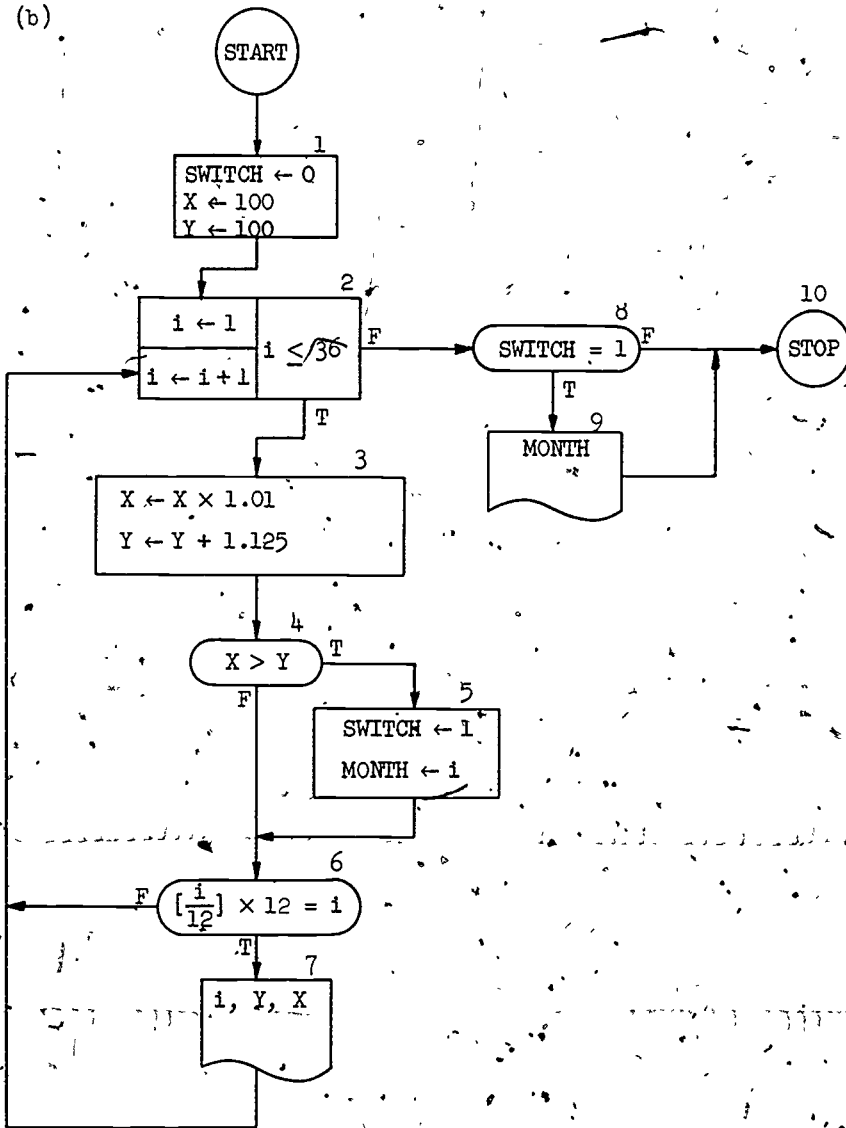 (b)
START
1
SWITCH ← 0
X ← 100
Y ← 100
2
i ← 1
i ← i + 1
i ≤ 36
F
T
8
SWITCH = 1
F
T
10
STOP
9
MONTH
3
X ← X × 1.01
Y ← Y + 1.125
4
X > Y
T
F
5
SWITCH ← 1
MONTH ← i
6
[i/12] × 12 = i
F
T
7
i, Y, X